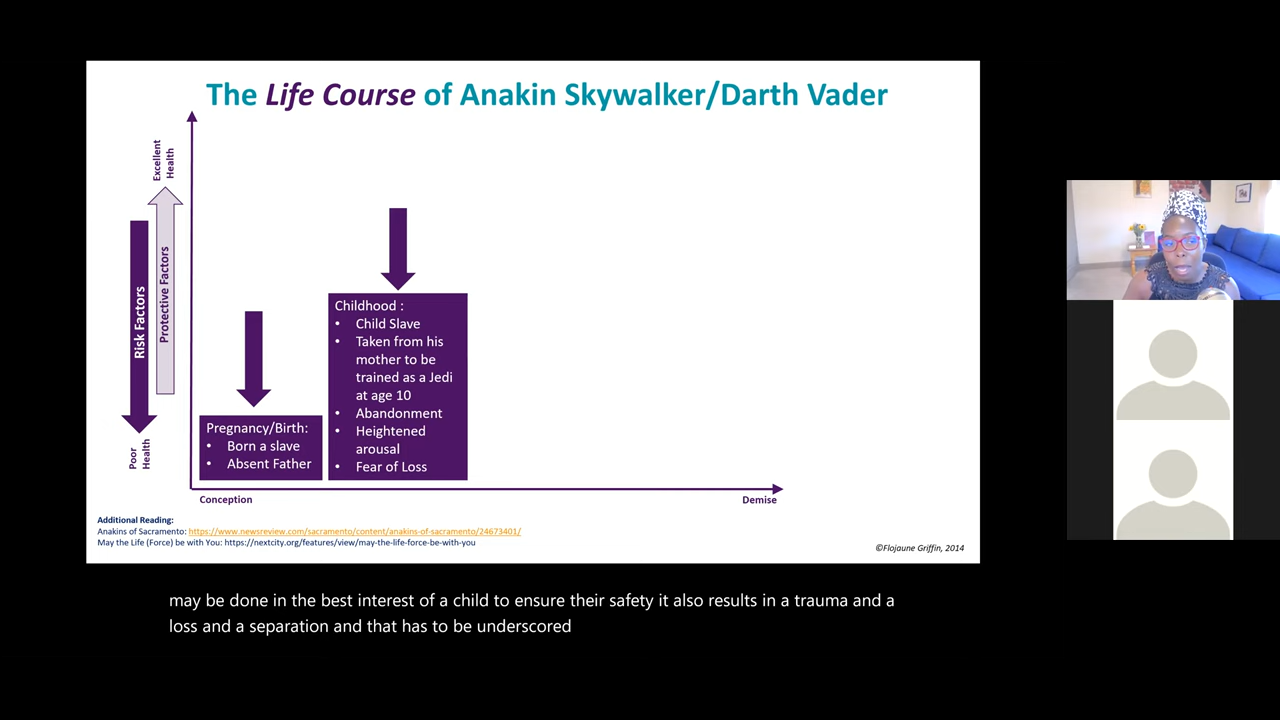 The Life Course of Anakin Skywalker/Darth Vader
Excellent
Health
Risk Factors
Protective Factors
Poor
Health
Pregnancy/Birth:
• Born a slave
• Absent Father
Childhood :
• Child Slave
• Taken from his
mother to be
trained as a Jedi
at age 10
• Abandonment
• Heightened
arousal
• Fear of Loss
Conception
Demise
Additional Reading:
Anakins of Sacramento: https://www.newsreview.com/sacramento/content/anakins-of-sacramento/24673401/
May the Life (Force) be with You: https://nextcity.org/features/view/may-the-life-force-be-with-you
©Flojaune Griffin, 2014
may be done in the best interest of a child to ensure their safety it also results in a trauma and a
loss and a separation and that has to be underscored